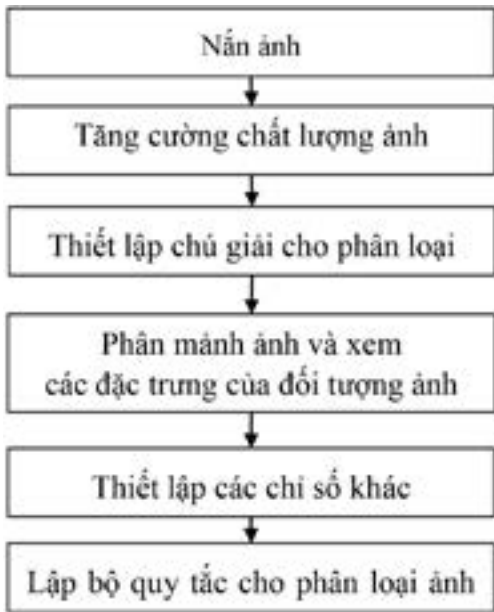 Nắn ảnh
Tăng cường chất lượng ảnh
Thiết lập chú giải cho phân loại
Phân mảnh ảnh và xem
các đặc trưng của đối tượng ảnh
Thiết lập các chỉ số khác
Lập bộ quy tắc cho phân loại ảnh